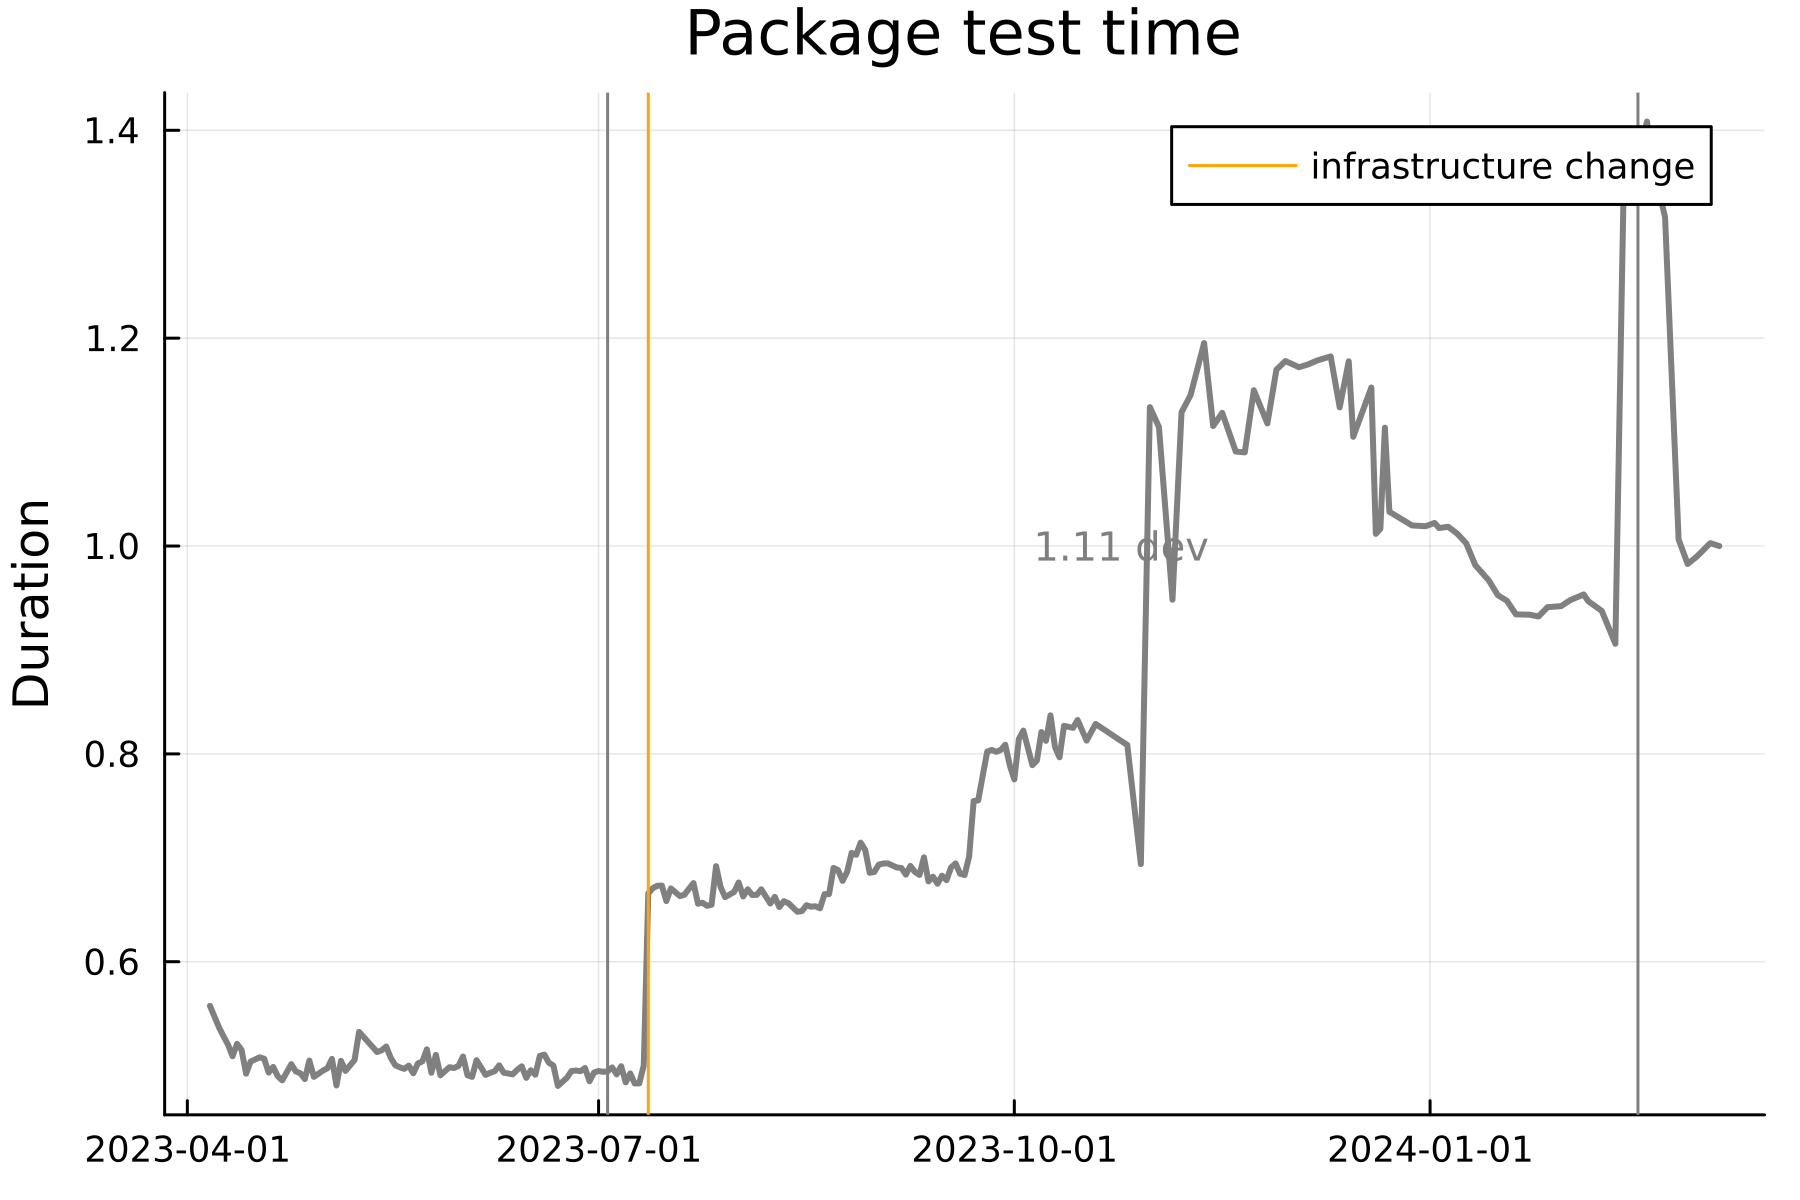 Package test time
1.4
1.2
1.0
0.8
0.6
Duration
infrastructure change
1.11 dev
2023-04-01
2023-07-01
2023-10-01
2024-01-01